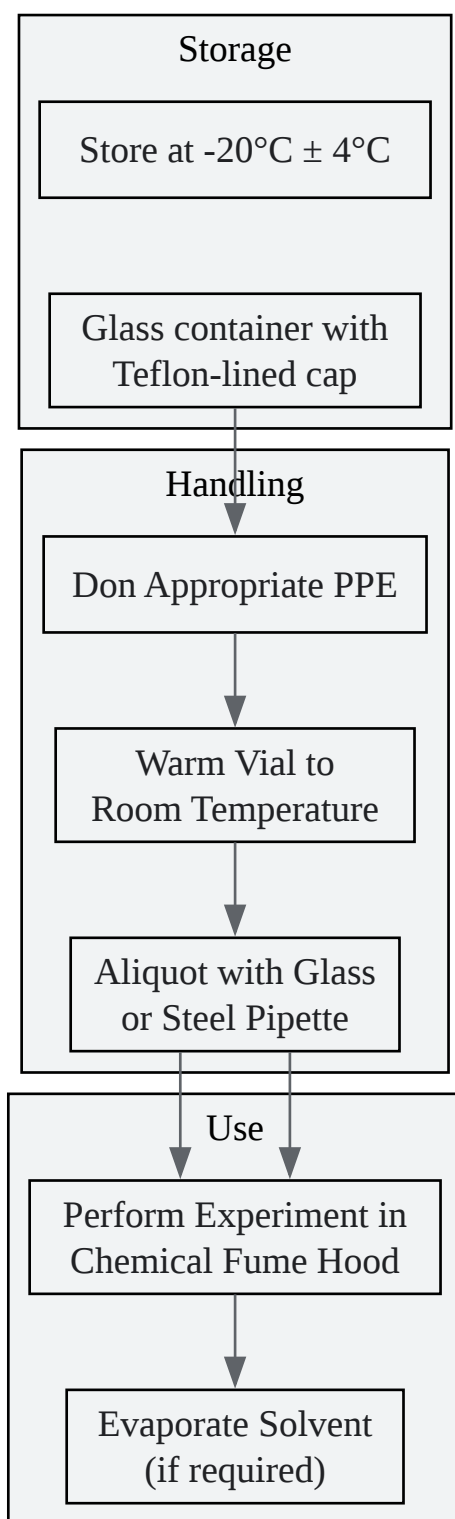 Storage
Store at -20°C ± 4°C
Glass container with
Teflon-lined cap
Handling
Don Appropriate PPE
Warm Vial to
Room Temperature
Aliquot with Glass
or Steel Pipette
Use
Perform Experiment in
Chemical Fume Hood
Evaporate Solvent
(if required)